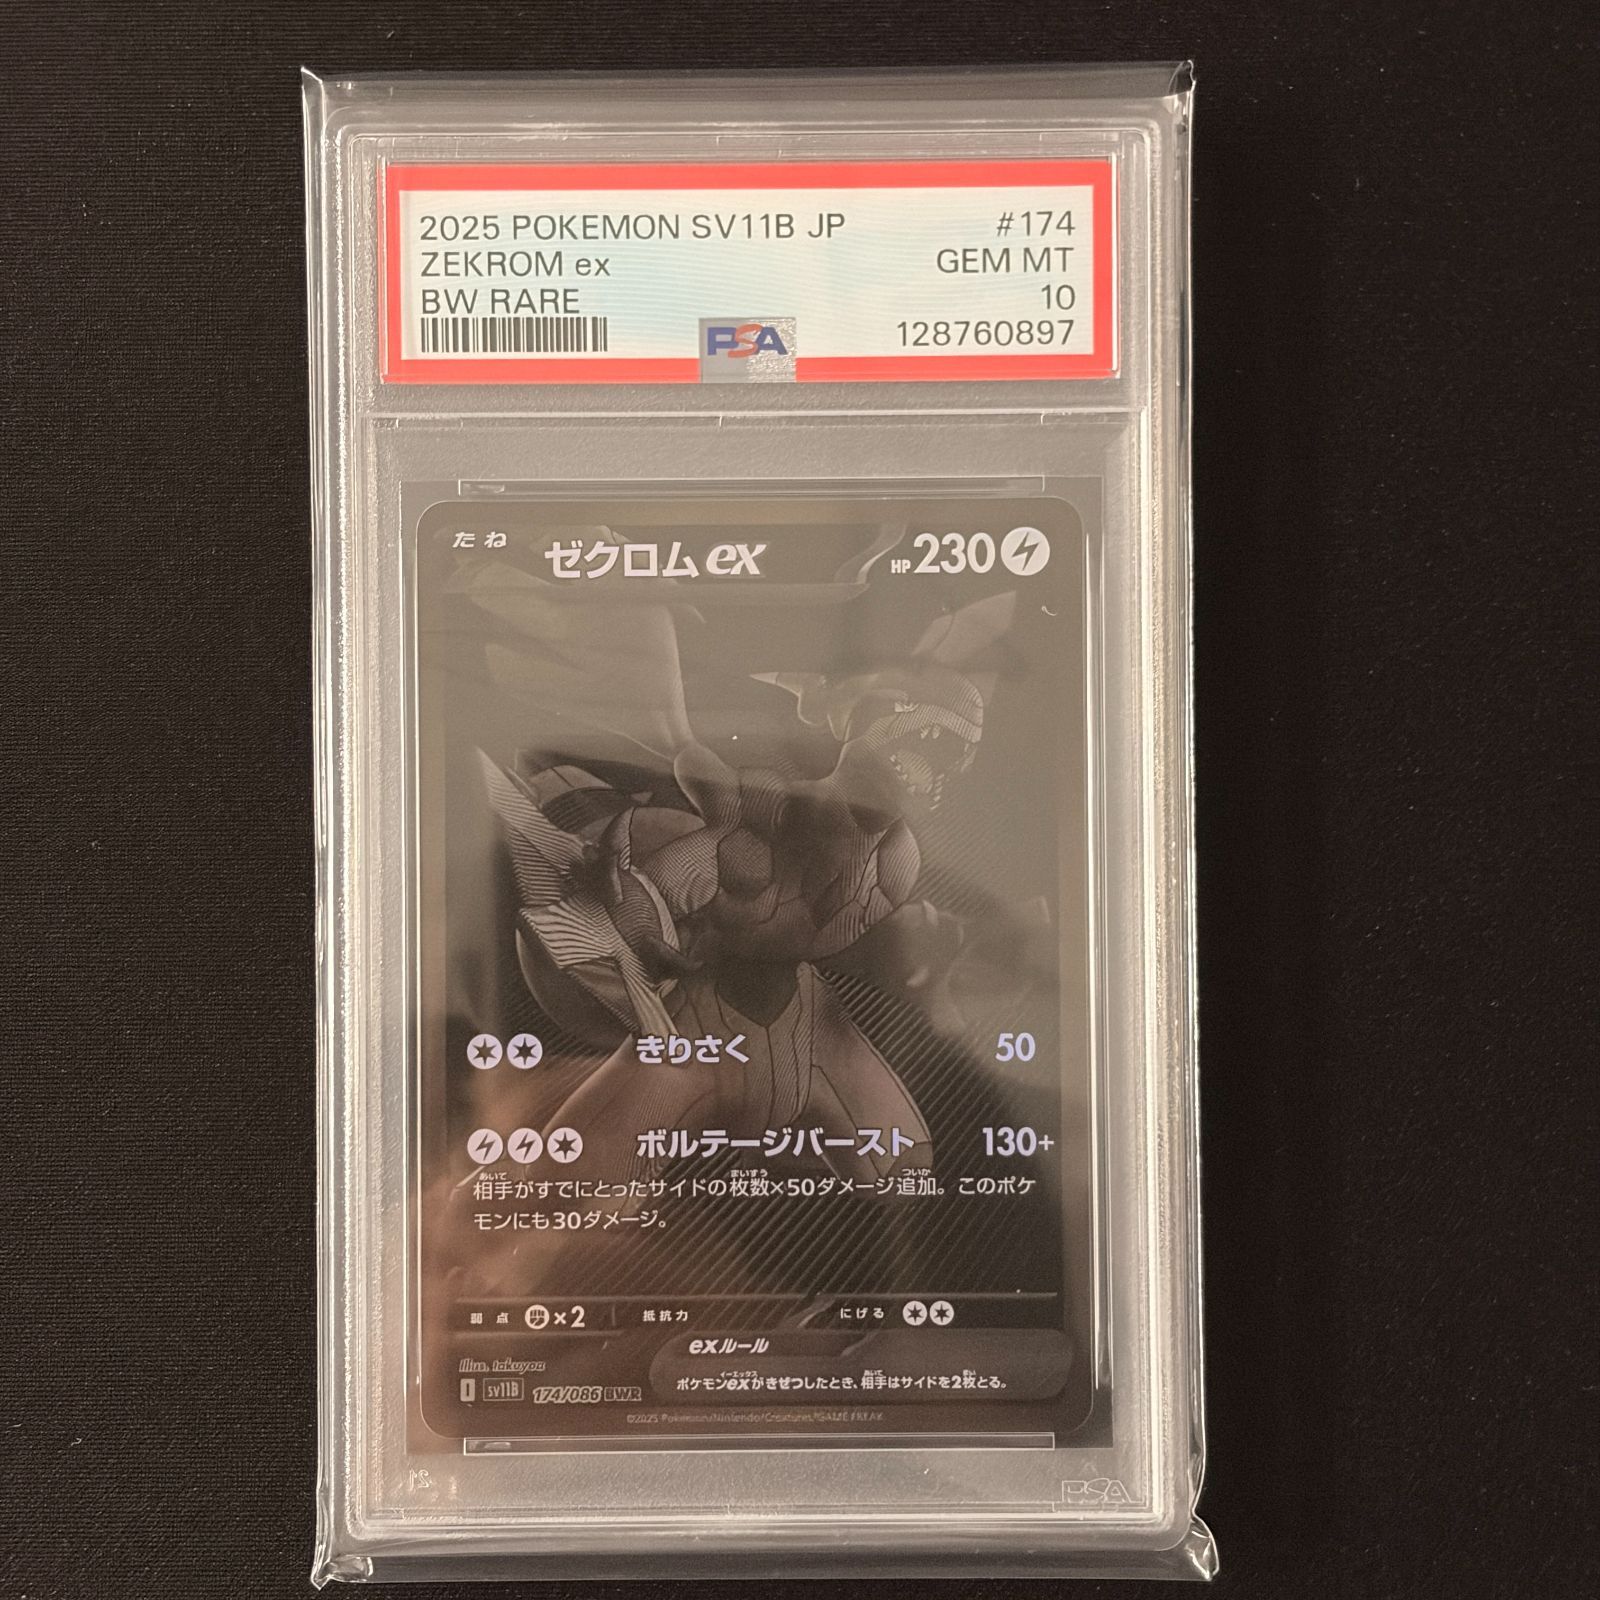 2025 POKEMON SV11B JP #174
ZEKROM ex GEM MT
BW RARE 10
PSA 128760897
たね ゼクロムex HP230
きりさく 50
ボルテージバースト 130+
相手がすでにとったサイドの枚数×50ダメージ追加。このポケ
モンにも30ダメージ。
弱点 ×2 抵抗力 にげる
exルール
ポケモンexがきぜつしたとき、相手はサイドを2枚とる。
Illus. takuyoa
I sv11B 174/086 BWR
©2025 Pokémon/Nintendo/Creatures/GAME FREAK
PSA